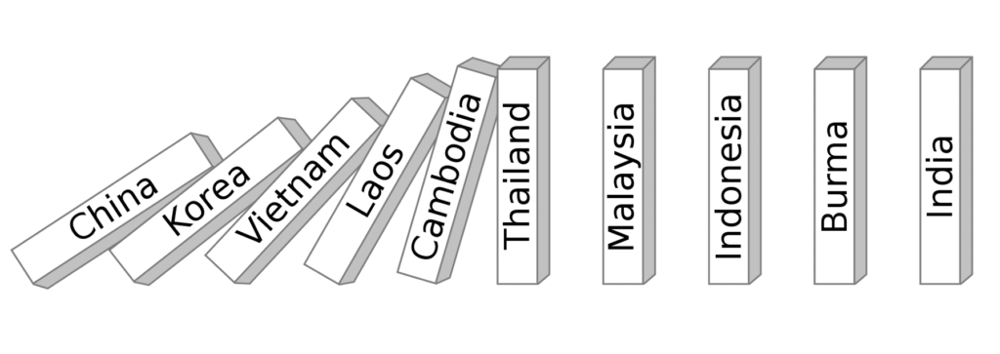 China
Korea
Vietnam
Laos
Cambodia
Thailand
Malaysia
Indonesia
Burma
India